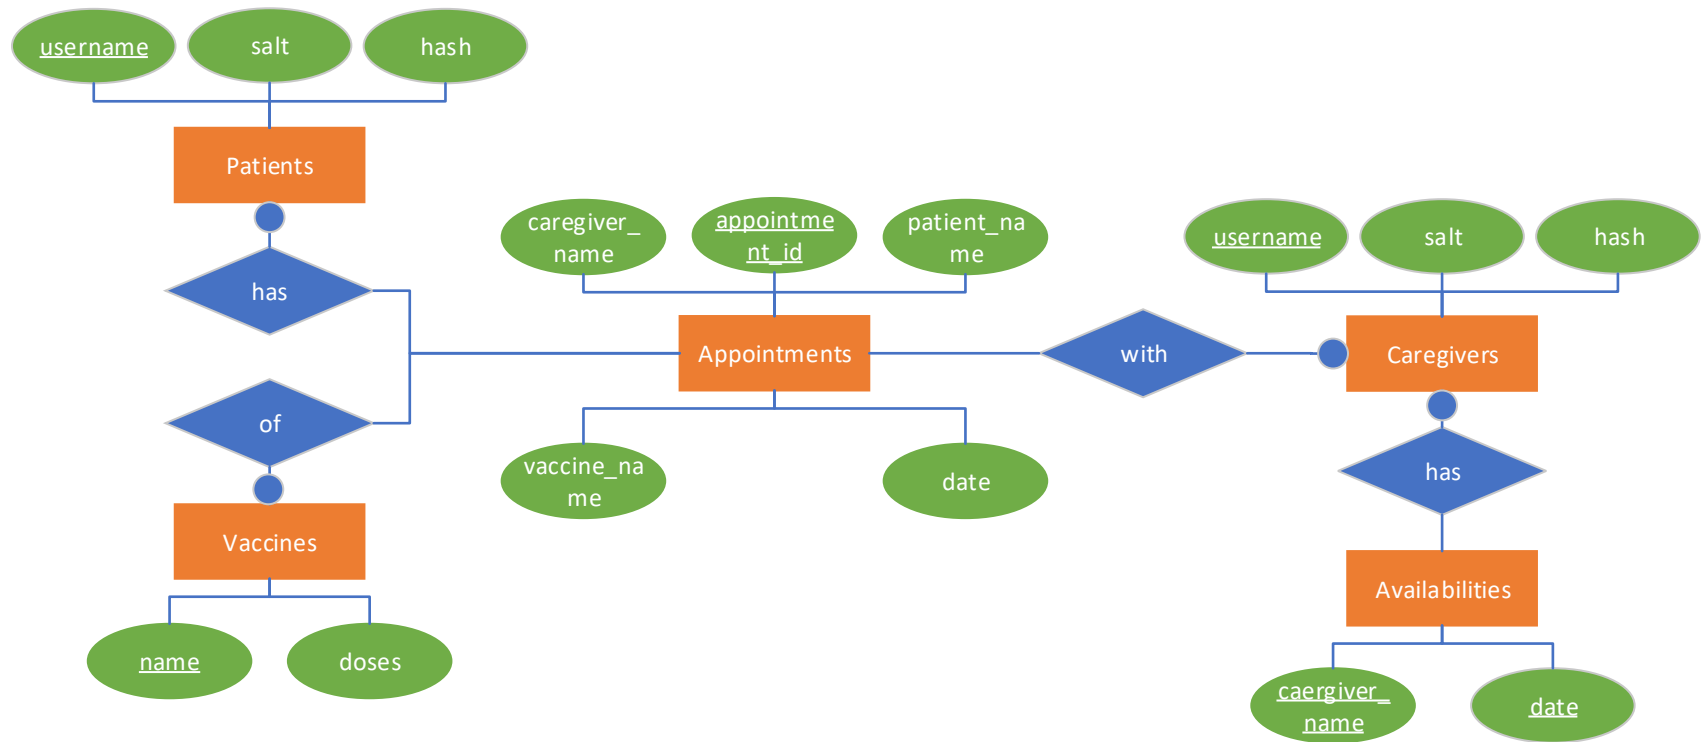 username
salt
hash
Patients
caregiver_
name
appointme
nt_id
patient_na
me
username
salt
hash
has
Appointments
with
Caregivers
of
vaccine_na
me
date
has
Vaccines
Availabilities
name
doses
caergiver_
name
date